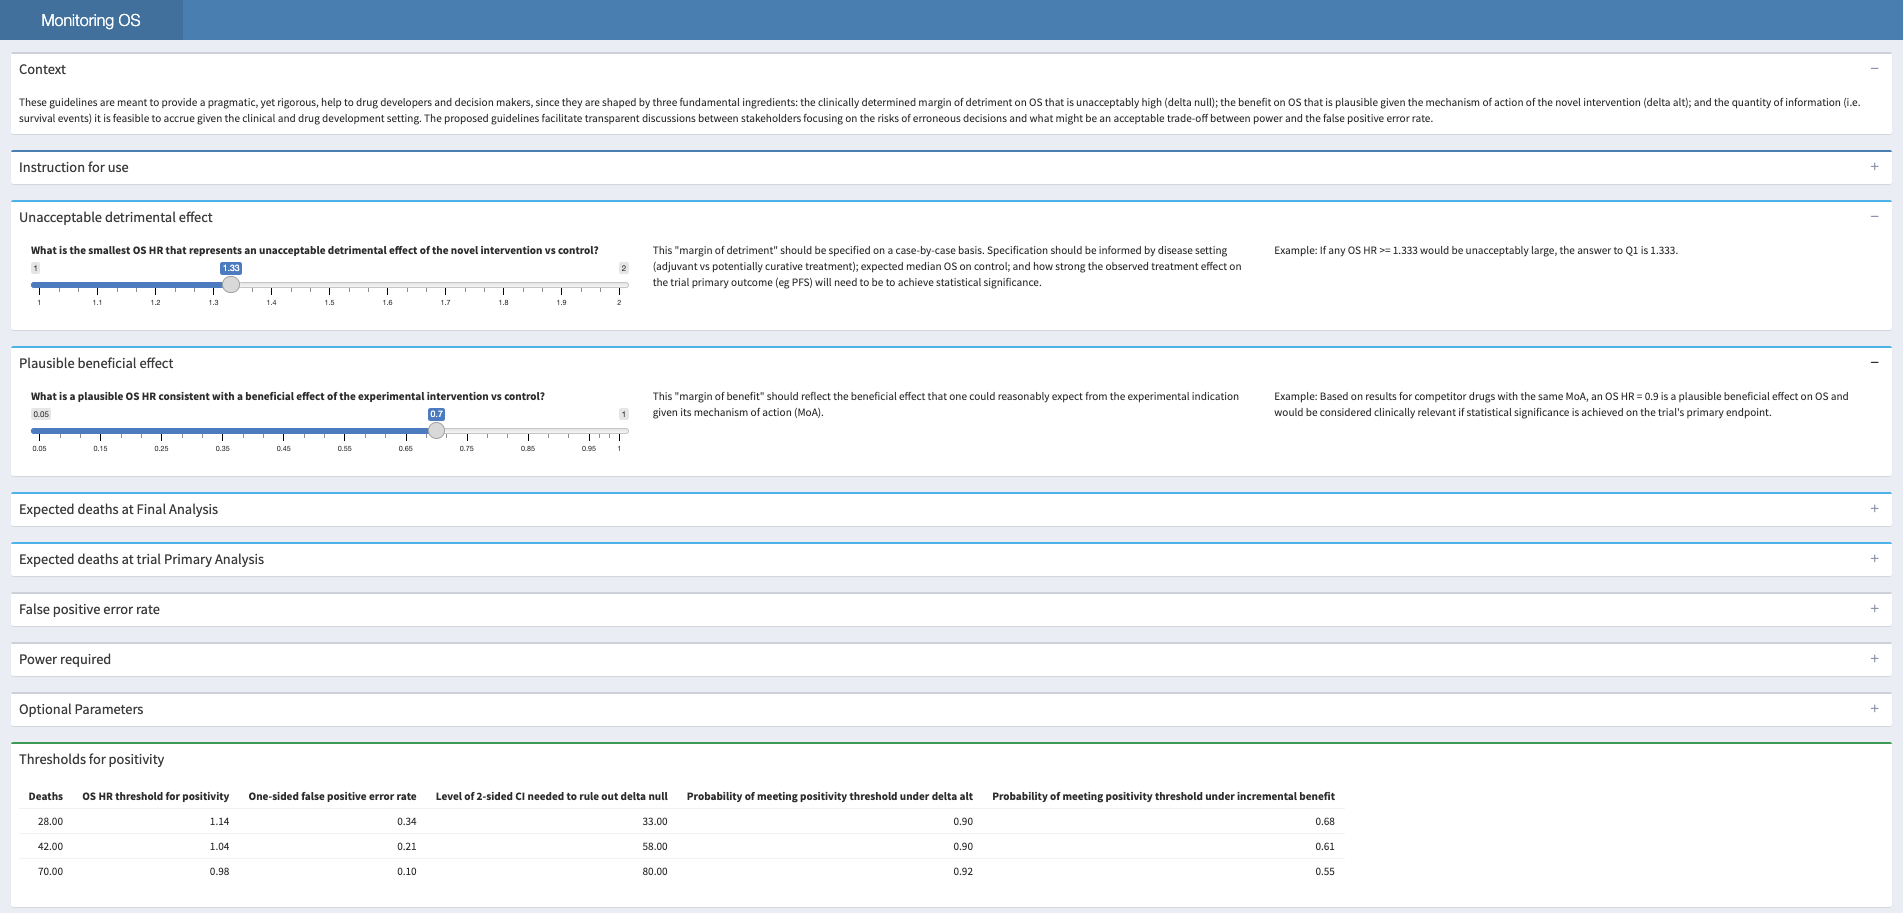 Monitoring OS
Context
−
These guidelines are meant to provide a pragmatic, yet rigorous, help to drug developers and decision makers, since they are shaped by three fundamental ingredients: the clinically determined margin of detriment on OS that is unacceptably high (delta null); the benefit on OS that is plausible given the mechanism of action of the novel intervention (delta alt); and the quantity of information (i.e.
survival events) it is feasible to accrue given the clinical and drug development setting. The proposed guidelines facilitate transparent discussions between stakeholders focusing on the risks of erroneous decisions and what might be an acceptable trade-off between power and the false positive error rate.
Instruction for use
+
Unacceptable detrimental effect
−
What is the smallest OS HR that represents an unacceptable detrimental effect of the novel intervention vs control?
1 1.33 2
1 1.1 1.2 1.3 1.4 1.5 1.6 1.7 1.8 1.9 2
This "margin of detriment" should be specified on a case-by-case basis. Specification should be informed by disease setting
(adjuvant vs potentially curative treatment); expected median OS on control; and how strong the observed treatment effect on
the trial primary outcome (eg PFS) will need to be to achieve statistical significance.
Example: If any OS HR >= 1.333 would be unacceptably large, the answer to Q1 is 1.333.
Plausible beneficial effect
−
What is a plausible OS HR consistent with a beneficial effect of the experimental intervention vs control?
0.05 0.7 1
0.05 0.15 0.25 0.35 0.45 0.55 0.65 0.75 0.85 0.95 1
This "margin of benefit" should reflect the beneficial effect that one could reasonably expect from the experimental indication
given its mechanism of action (MoA).
Example: Based on results for competitor drugs with the same MoA, an OS HR = 0.9 is a plausible beneficial effect on OS and
would be considered clinically relevant if statistical significance is achieved on the trial's primary endpoint.
Expected deaths at Final Analysis
+
Expected deaths at trial Primary Analysis
+
False positive error rate
+
Power required
+
Optional Parameters
+
Thresholds for positivity
Deaths OS HR threshold for positivity One-sided false positive error rate Level of 2-sided CI needed to rule out delta null Probability of meeting positivity threshold under delta alt Probability of meeting positivity threshold under incremental benefit
28.00 1.14 0.34 33.00 0.90 0.68
42.00 1.04 0.21 58.00 0.90 0.61
70.00 0.98 0.10 80.00 0.92 0.55